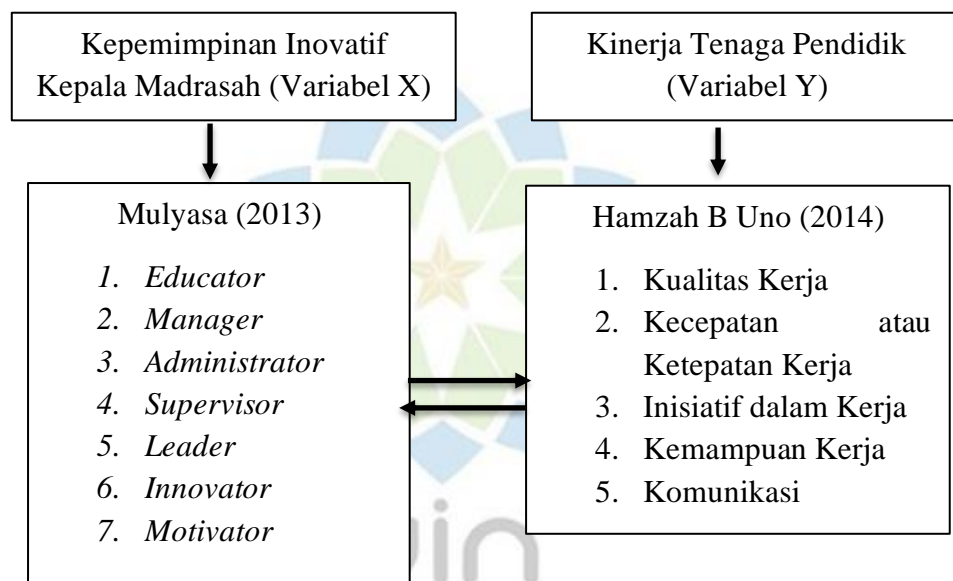 Kepemimpinan Inovatif
Kepala Madrasah (Variabel X)
Kinerja Tenaga Pendidik
(Variabel Y)
Mulyasa (2013)
1. Educator
2. Manager
3. Administrator
4. Supervisor
5. Leader
6. Innovator
7. Motivator
Hamzah B Uno (2014)
1. Kualitas Kerja
2. Kecepatan atau
Ketepatan Kerja
3. Inisiatif dalam Kerja
4. Kemampuan Kerja
5. Komunikasi